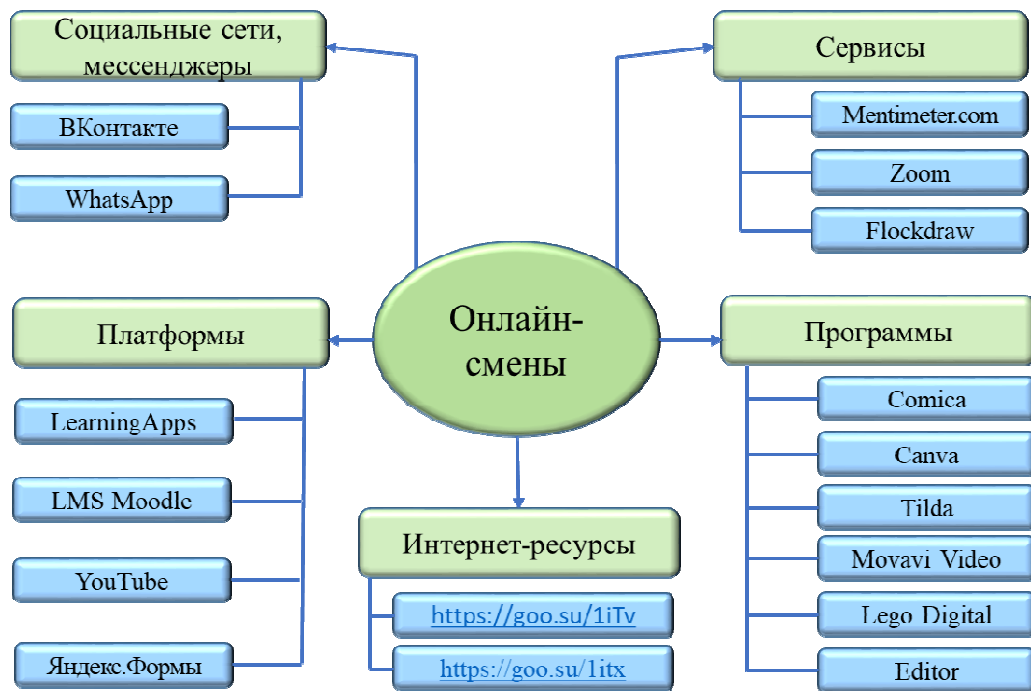 Социальные сети,
мессенджеры
ВКонтакте
WhatsApp
Сервисы
Mentimeter.com
Zoom
Flockdraw
Онлайн-
смены
Платформы
LearningApps
LMS Moodle
YouTube
Яндекс.Формы
Программы
Comica
Canva
Tilda
Movavi Video
Lego Digital
Editor
Интернет-ресурсы
https://goo.su/1iTv
https://goo.su/1itx